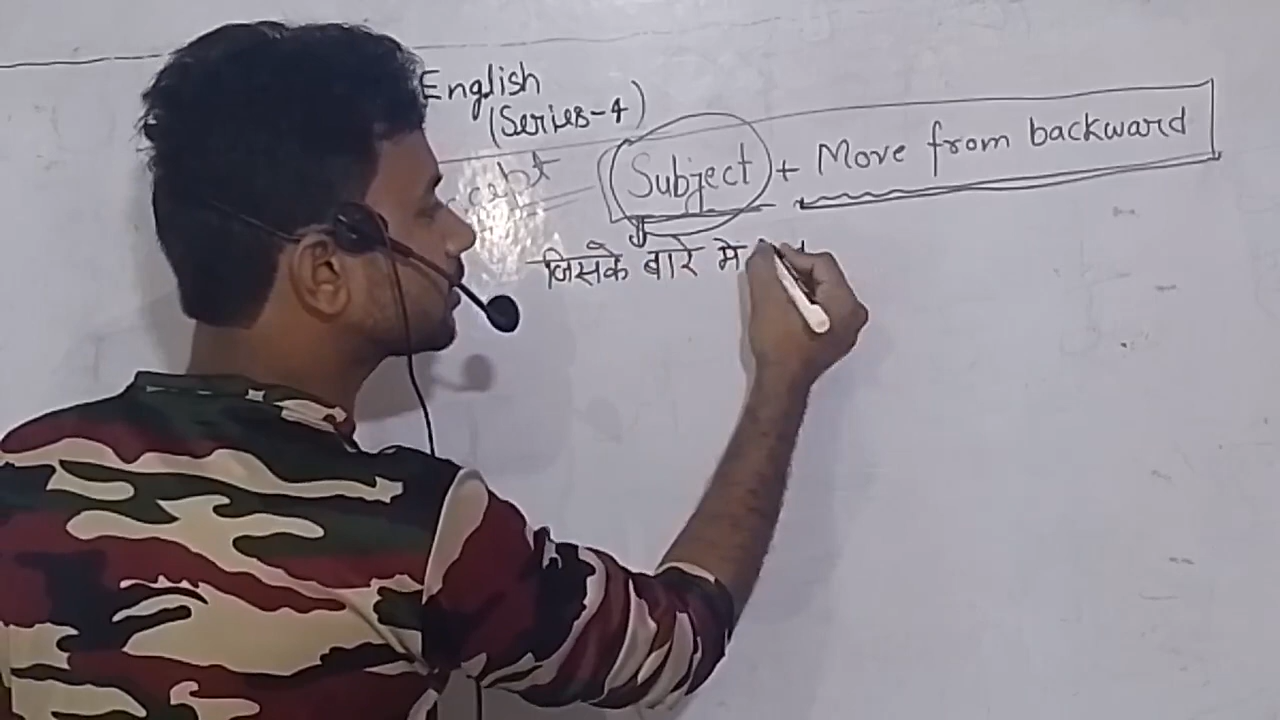 English
(Series-4)
Subject + Move from backward
जिसके बारे मे